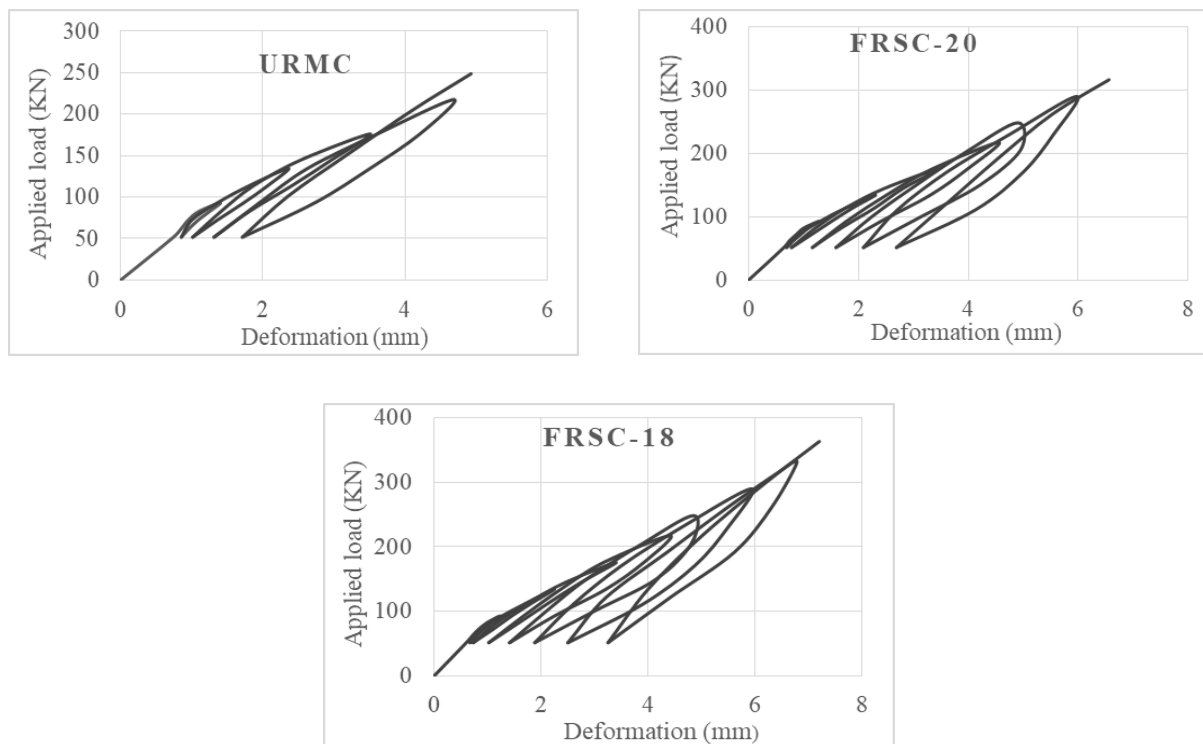 URMC
Applied load (KN)
300
250
200
150
100
50
0
0 2 4 6
Deformation (mm)
FRSC-20
Applied load (KN)
400
300
200
100
0
0 2 4 6 8
Deformation (mm)
FRSC-18
Applied load (KN)
400
300
200
100
0
0 2 4 6 8
Deformation (mm)